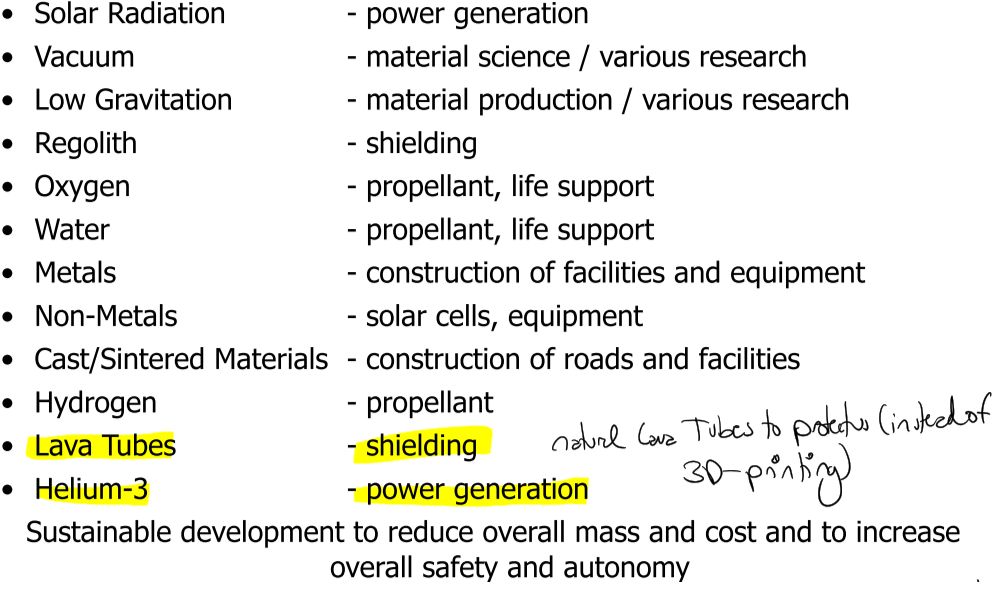 • Solar Radiation - power generation
• Vacuum - material science / various research
• Low Gravitation - material production / various research
• Regolith - shielding
• Oxygen - propellant, life support
• Water - propellant, life support
• Metals - construction of facilities and equipment
• Non-Metals - solar cells, equipment
• Cast/Sintered Materials - construction of roads and facilities
• Hydrogen - propellant
• Lava Tubes - shielding
natural Lava Tubes to protect us (instead of
3D-printing)
• Helium-3 - power generation
Sustainable development to reduce overall mass and cost and to increase
overall safety and autonomy